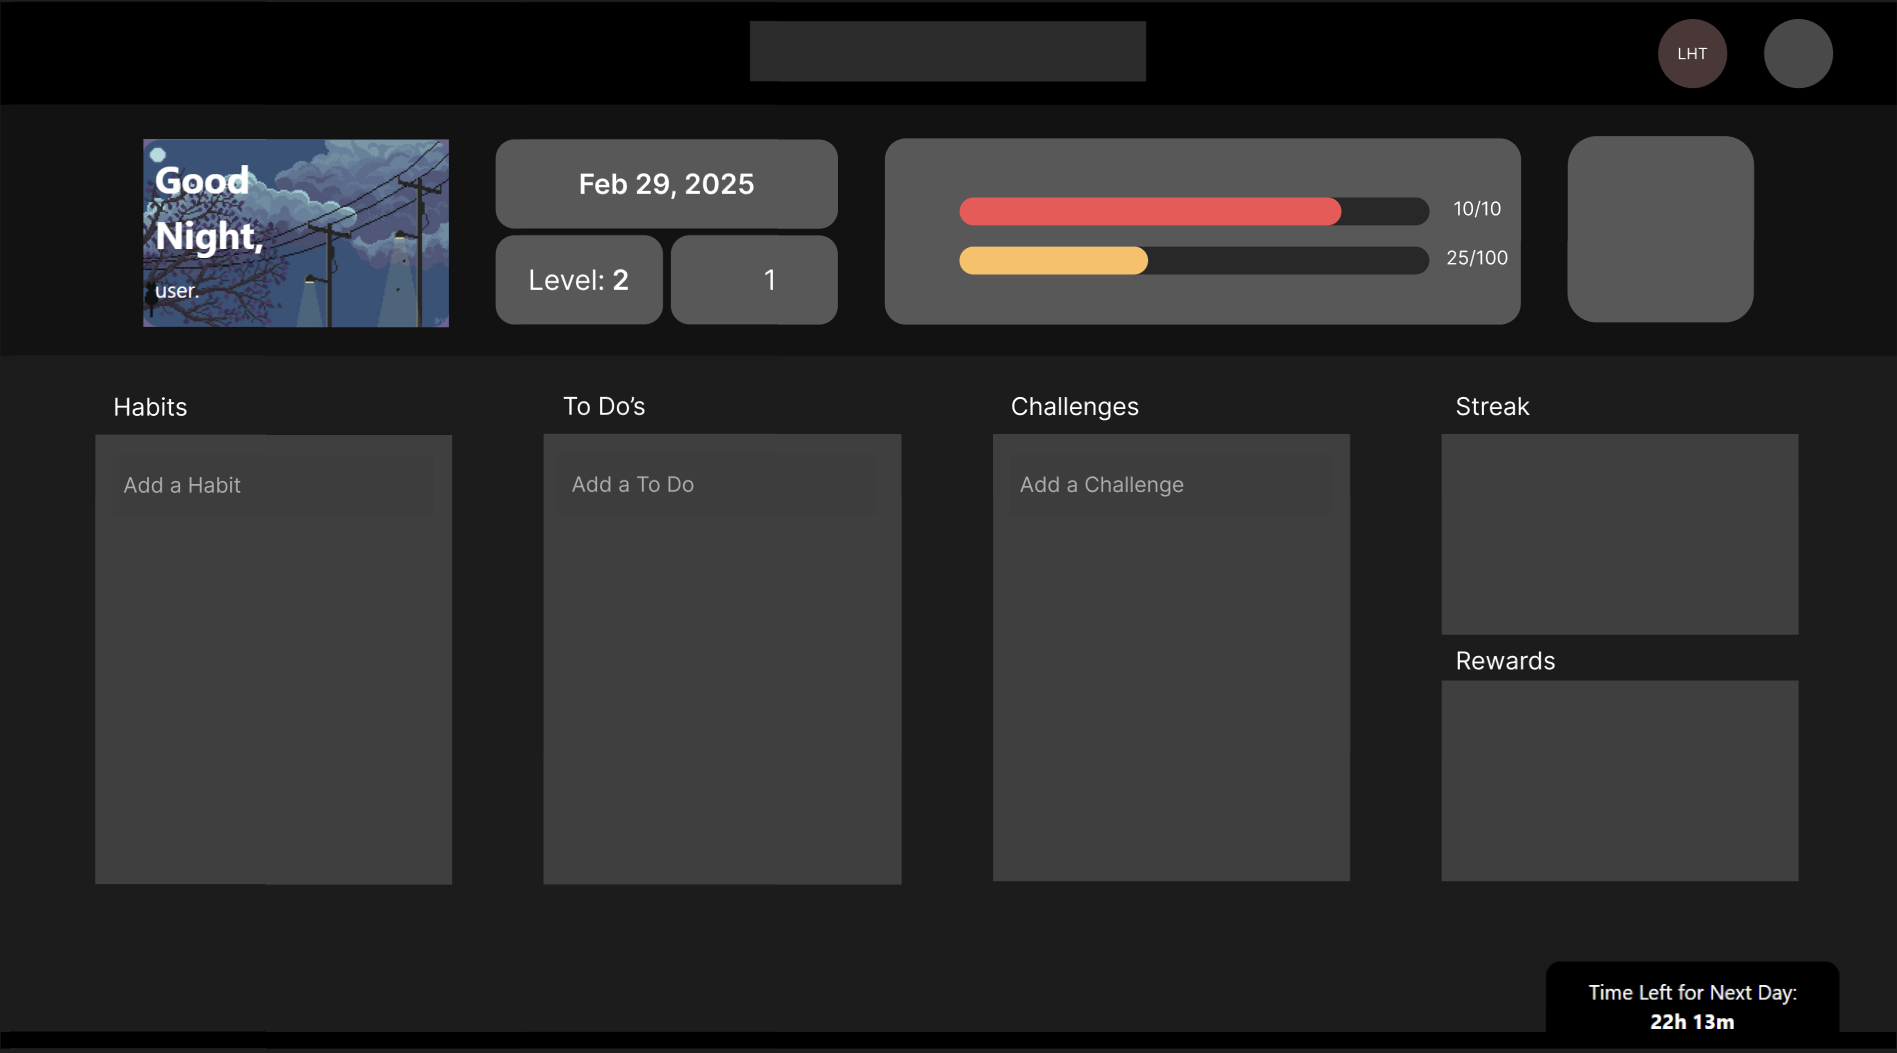 LHT
Good
Night,
user.
Feb 29, 2025
Level: 2
1
10/10
25/100
Habits
Add a Habit
To Do’s
Add a To Do
Challenges
Add a Challenge
Streak
Rewards
Time Left for Next Day:
22h 13m